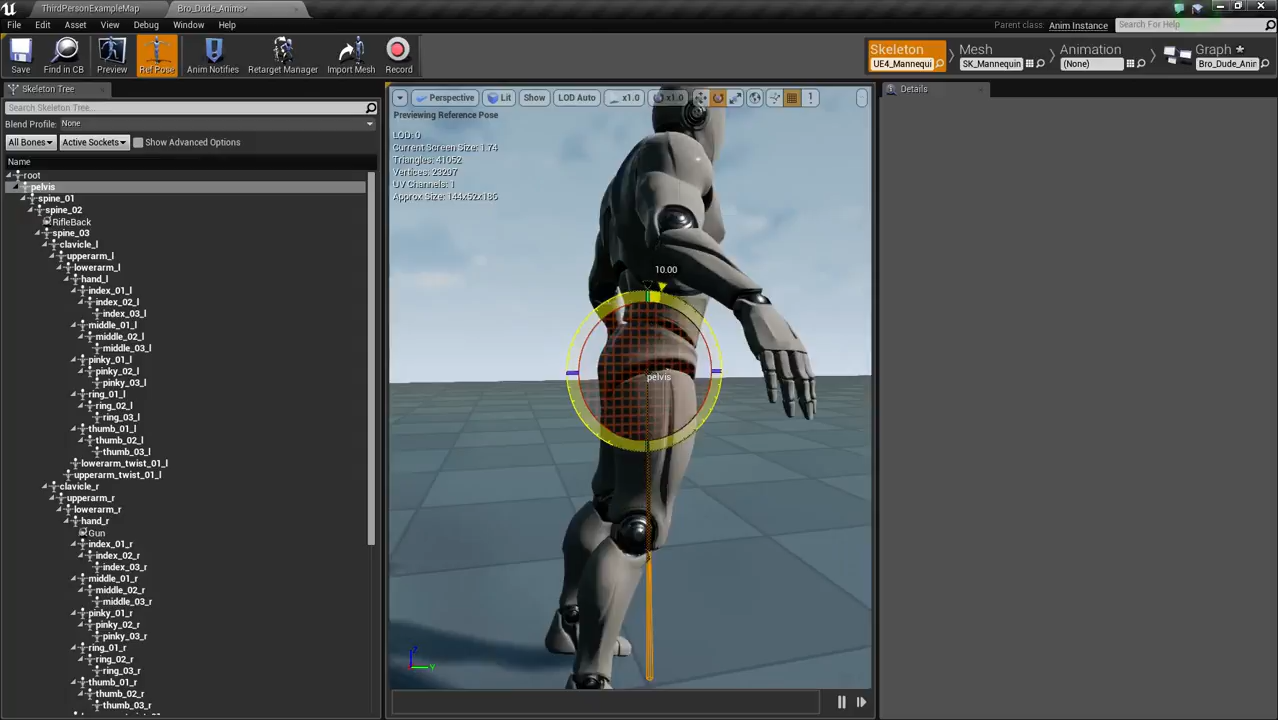 ThirdPersonExampleMap
Bro_Dude_Anims*
File
Edit
Asset
View
Debug
Window
Help
Parent class:
Anim Instance
Search For Help
Save
Find in CB
Preview
Ref Pose
Anim Notifies
Retarget Manager
Import Mesh
Record
Skeleton
UE4_Mannequi
Mesh
SK_Mannequin
Animation
(None)
Graph
Bro_Dude_Anin
Skeleton Tree
Search Skeleton Tree...
Blend Profile:
None
All Bones
Active Sockets
Show Advanced Options
Name
root
pelvis
spine_01
spine_02
RifleBack
spine_03
clavicle_l
upperarm_l
lowerarm_l
hand_l
index_01_l
index_02_l
index_03_l
middle_01_l
middle_02_l
middle_03_l
pinky_01_l
pinky_02_l
pinky_03_l
ring_01_l
ring_02_l
ring_03_l
thumb_01_l
thumb_02_l
thumb_03_l
lowerarm_twist_01_l
upperarm_twist_01_l
clavicle_r
upperarm_r
lowerarm_r
hand_r
Gun
index_01_r
index_02_r
index_03_r
middle_01_r
middle_02_r
middle_03_r
pinky_01_r
pinky_02_r
pinky_03_r
ring_01_r
ring_02_r
ring_03_r
thumb_01_r
thumb_02_r
thumb_03_r
Perspective
Lit
Show
LOD Auto
x1.0
x1.0
Previewing Reference Pose
LOD: 0
Current Screen Size: 1.74
Triangles: 41052
Vertices: 23297
UV Channels: 1
Approx Size: 144x52x186
10.00
pelvis
Z
Y
Details